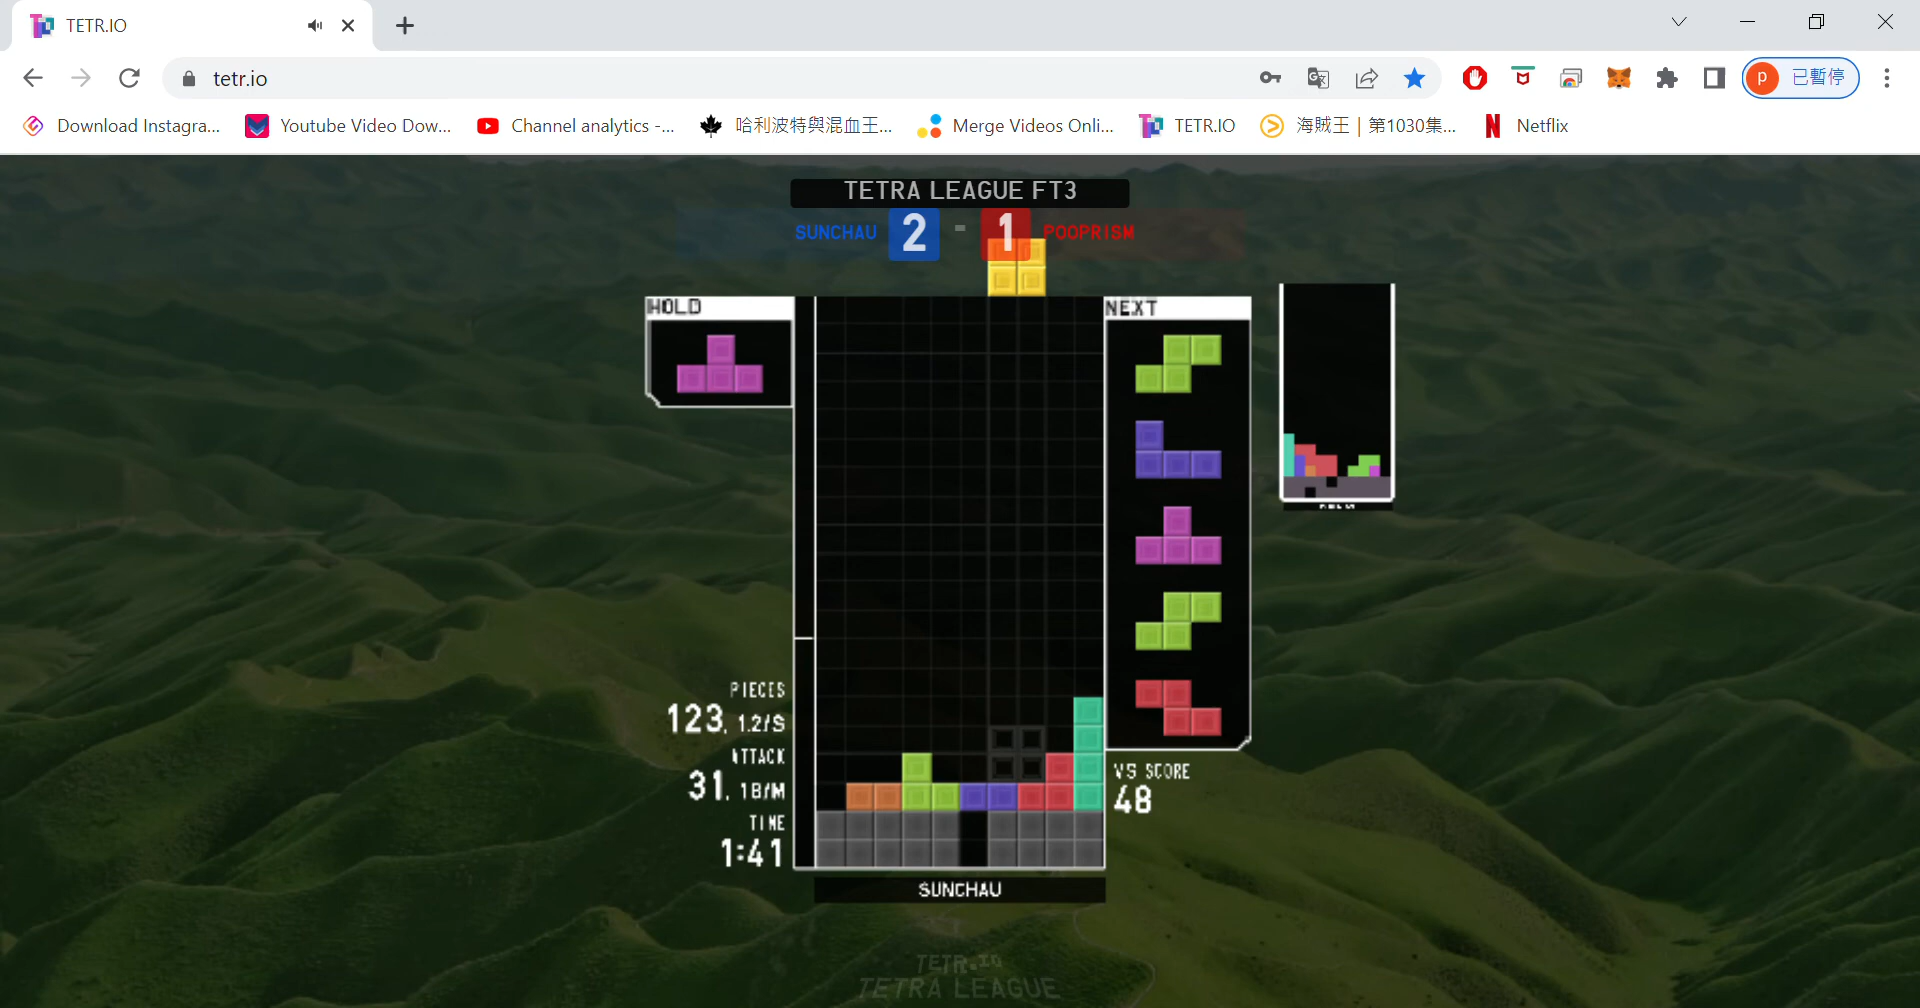 TETR.IO
tetr.io
p 已暫停
Download Instagra...
Youtube Video Dow...
Channel analytics -...
哈利波特與混血王...
Merge Videos Onli...
TETR.IO
海賊王 | 第1030集...
Netflix
TETRA LEAGUE FT3
SUNCHAU 2 - 1 POOPRISM
HOLD
NEXT
PIECES
123, 1.2/S
ATTACK
31, 18/M
TIME
1:41
VS SCORE
48
SUNCHAU
TETR.IO
TETRA LEAGUE